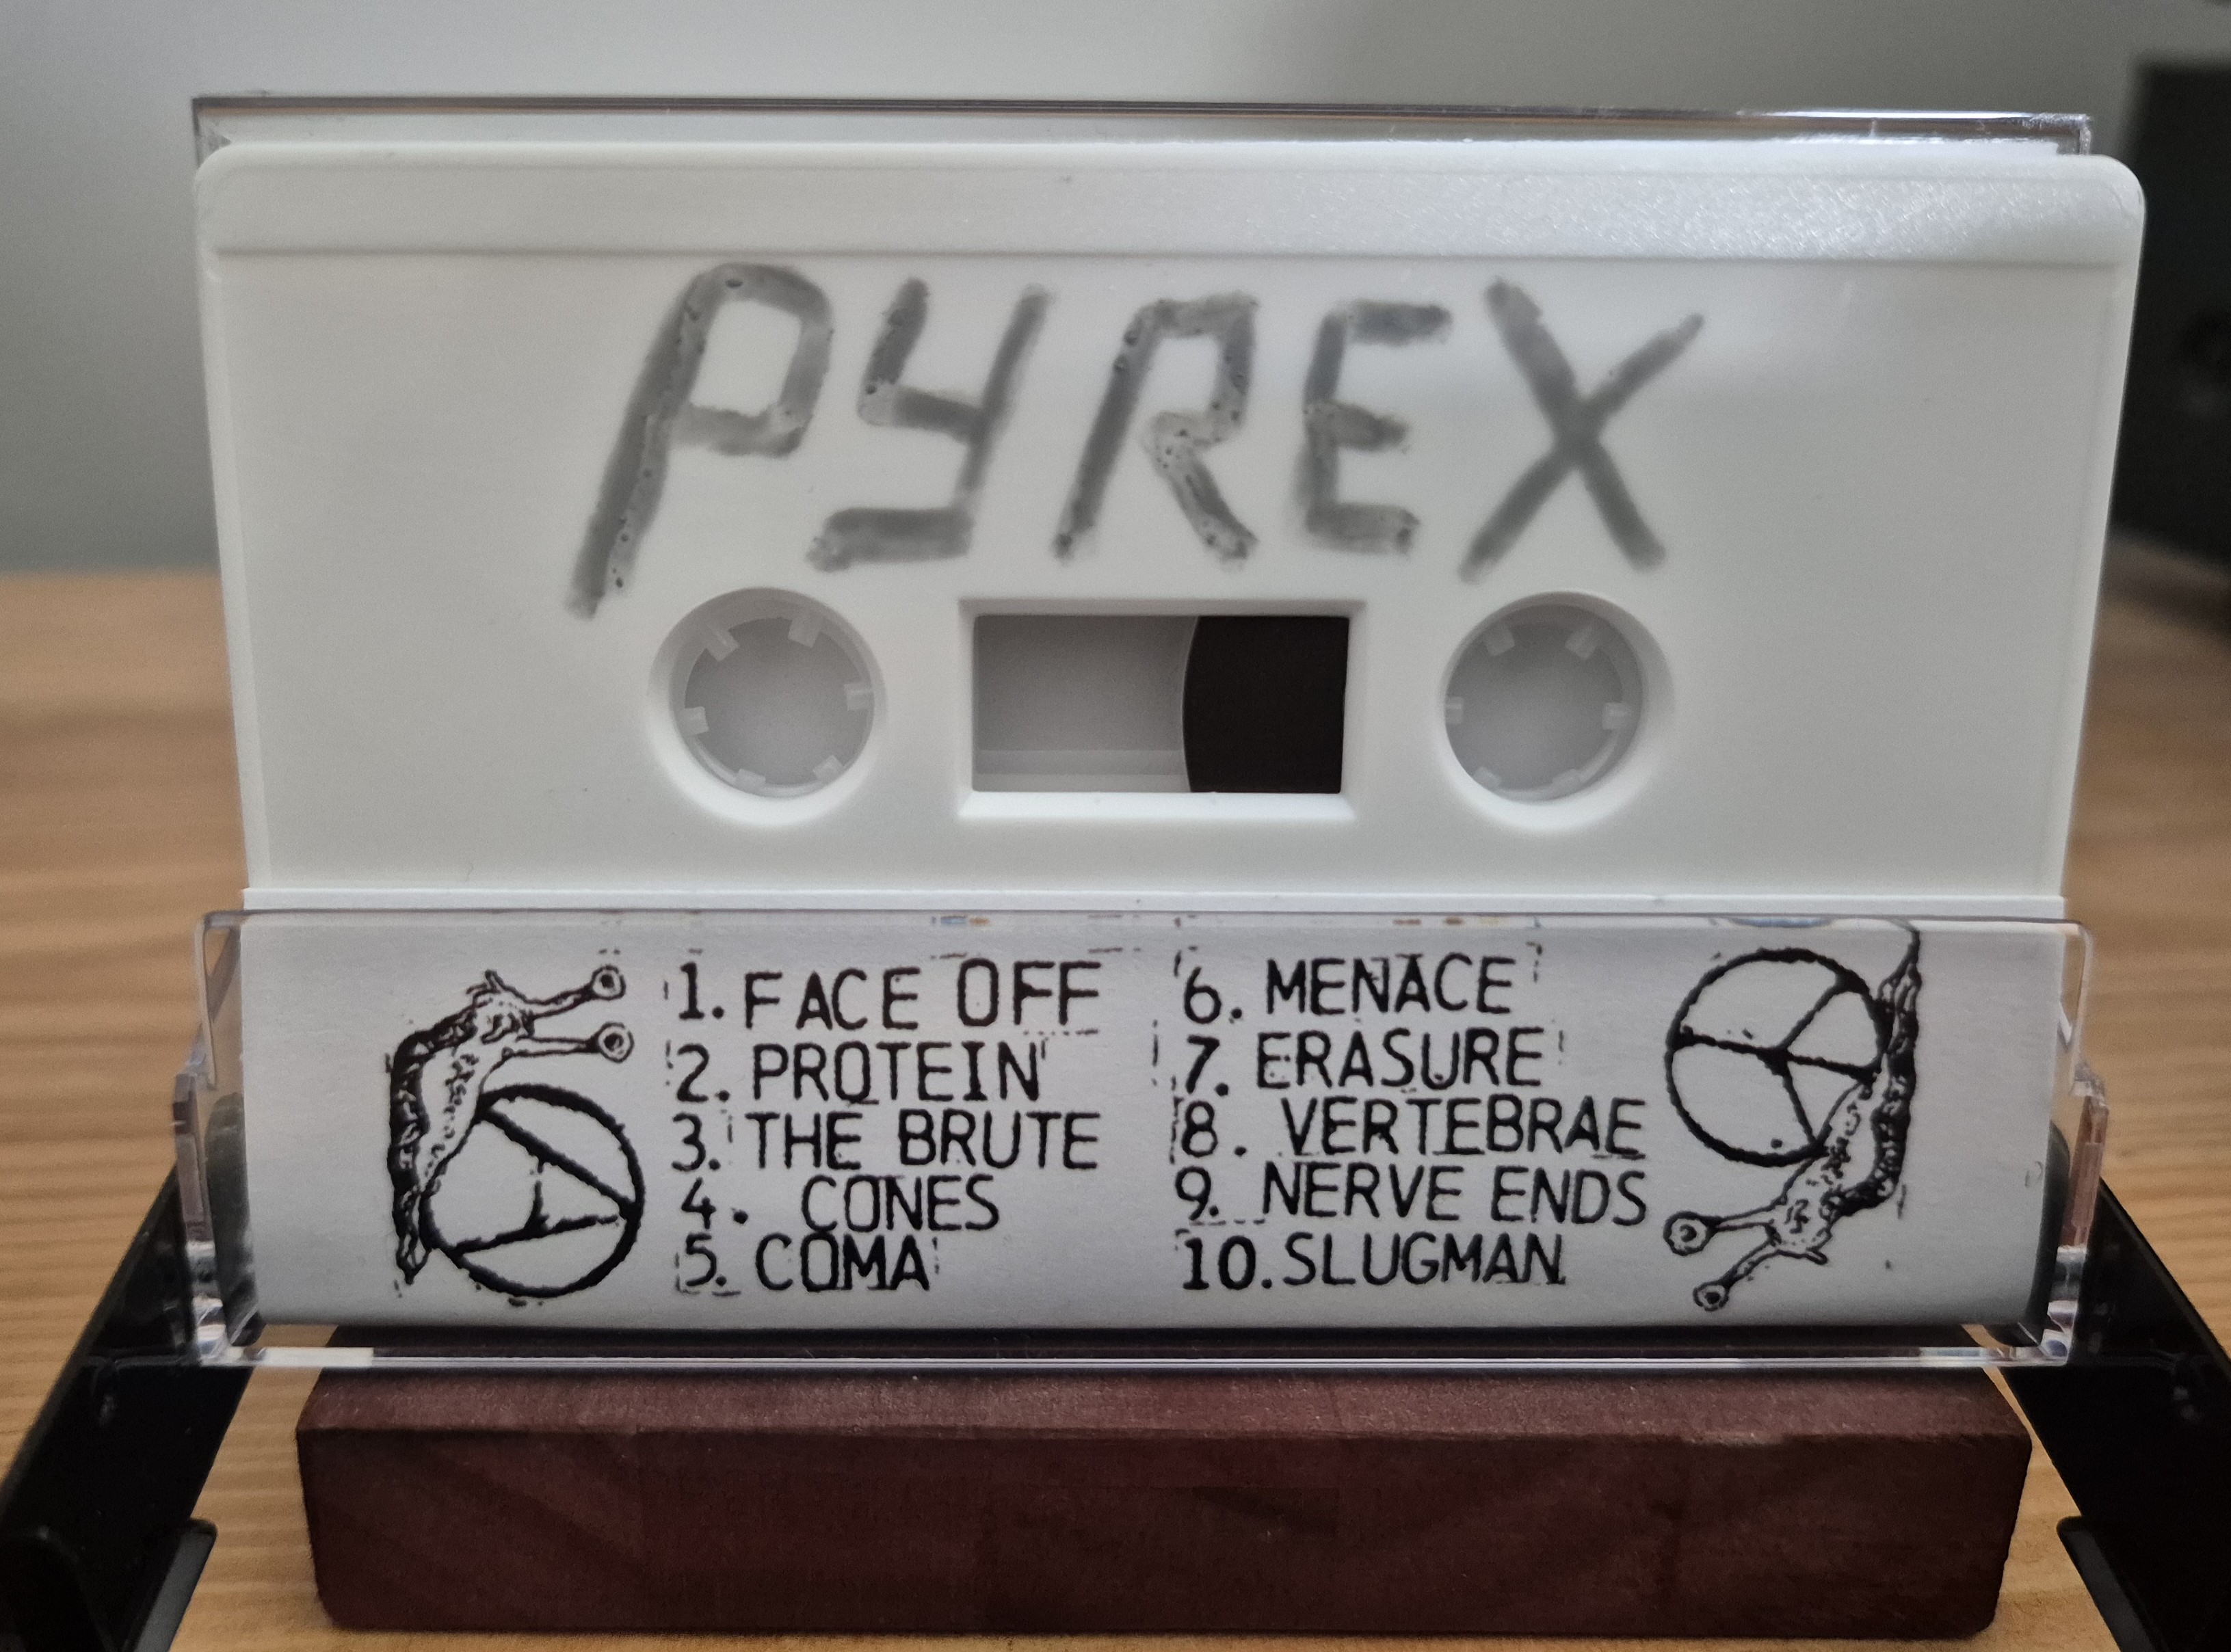 PYREX
1. FACE OFF
2. PROTEIN
3. THE BRUTE
4. CONES
5. COMA
6. MENACE
7. ERASURE
8. VERTEBRAE
9. NERVE ENDS
10. SLUGMAN